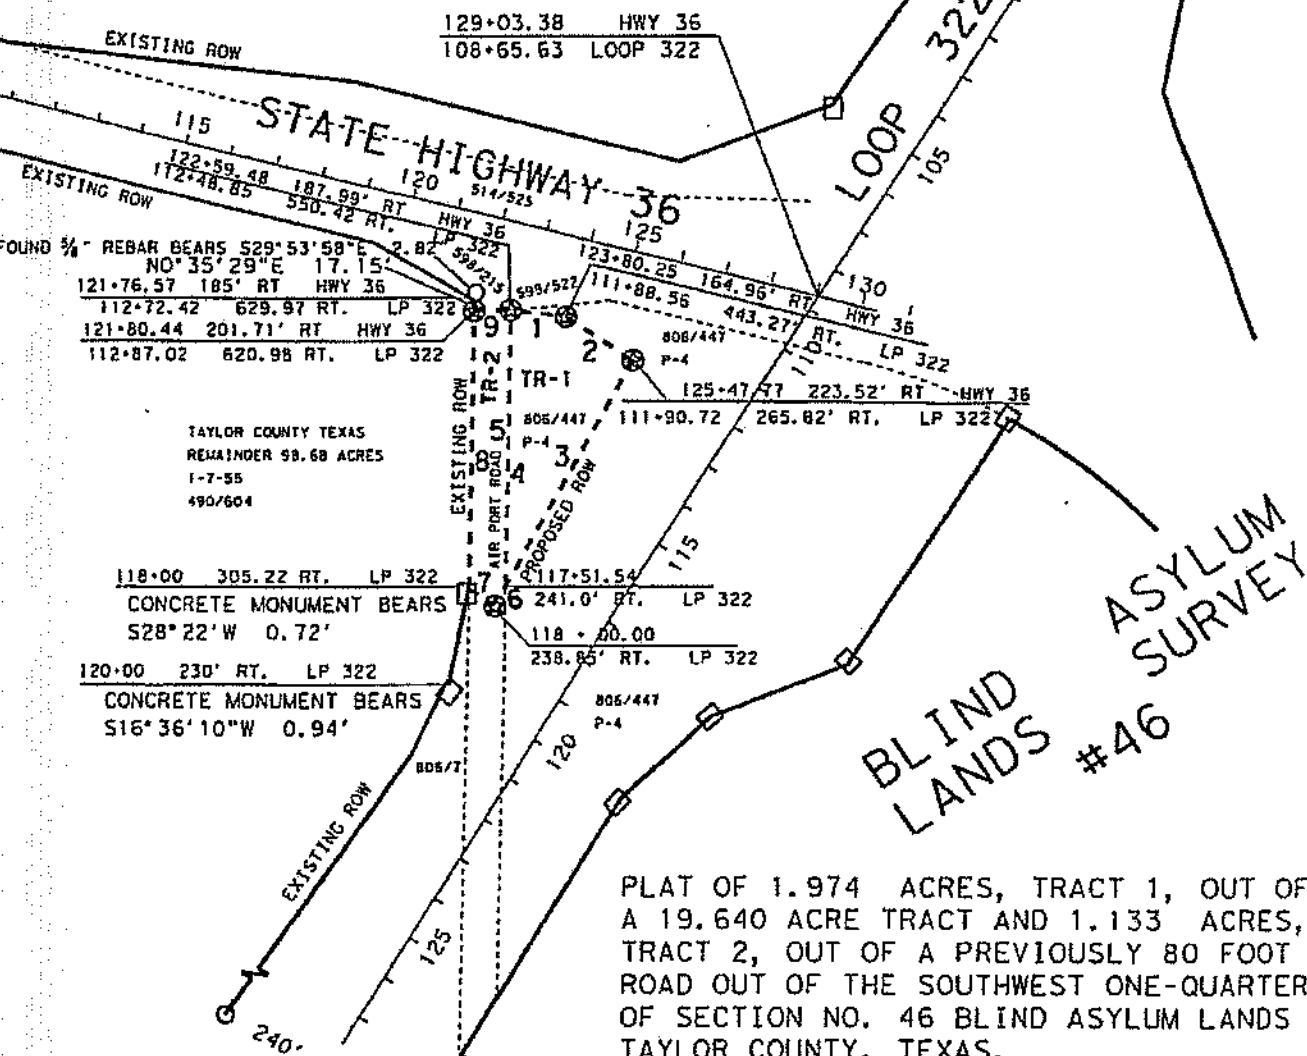 129+03.38 HWY 36
108+65.63 LOOP 322
322
EXISTING ROW
STATE HIGHWAY 36
LOOP
105
115
EXISTING ROW
122+59.48 187.99' RT HWY 36
112+48.85 550.42 RT. LP 322
120
514/525
125
130
FOUND 5/8" REBAR BEARS S29°53'58"E 2.82
NO°35'29"E 17.15'
598/215
599/522
123+80.25 164.96' RT HWY 36
111+88.56 443.27' RT. LP 322
121+76.57 185' RT HWY 36
112+72.42 629.97 RT. LP 322
121+80.44 201.71' RT HWY 36
112+87.02 620.98 RT. LP 322
9
1
2
806/447
P-4
110
TR-2
TR-1
125+47.77 223.52' RT HWY 36
111+90.72 265.82' RT. LP 322
EXISTING ROW
AIR PORT ROAD
5
8
4
3
806/447
P-4
PROPOSED ROW
TAYLOR COUNTY TEXAS
REMAINDER 98.68 ACRES
1-7-55
490/604
115
118+00 305.22 RT. LP 322
CONCRETE MONUMENT BEARS
S28°22'W 0.72'
7
6
117+51.54
241.0' RT. LP 322
118 + 00.00
238.85' RT. LP 322
120+00 230' RT. LP 322
CONCRETE MONUMENT BEARS
S16°36'10"W 0.94'
806/447
P-4
806/7
120
ASYLUM
SURVEY
BLIND
LANDS #46
EXISTING ROW
125
240'
PLAT OF 1.974 ACRES, TRACT 1, OUT OF
A 19.640 ACRE TRACT AND 1.133 ACRES,
TRACT 2, OUT OF A PREVIOUSLY 80 FOOT
ROAD OUT OF THE SOUTHWEST ONE-QUARTER
OF SECTION NO. 46 BLIND ASYLUM LANDS
TAYLOR COUNTY, TEXAS.